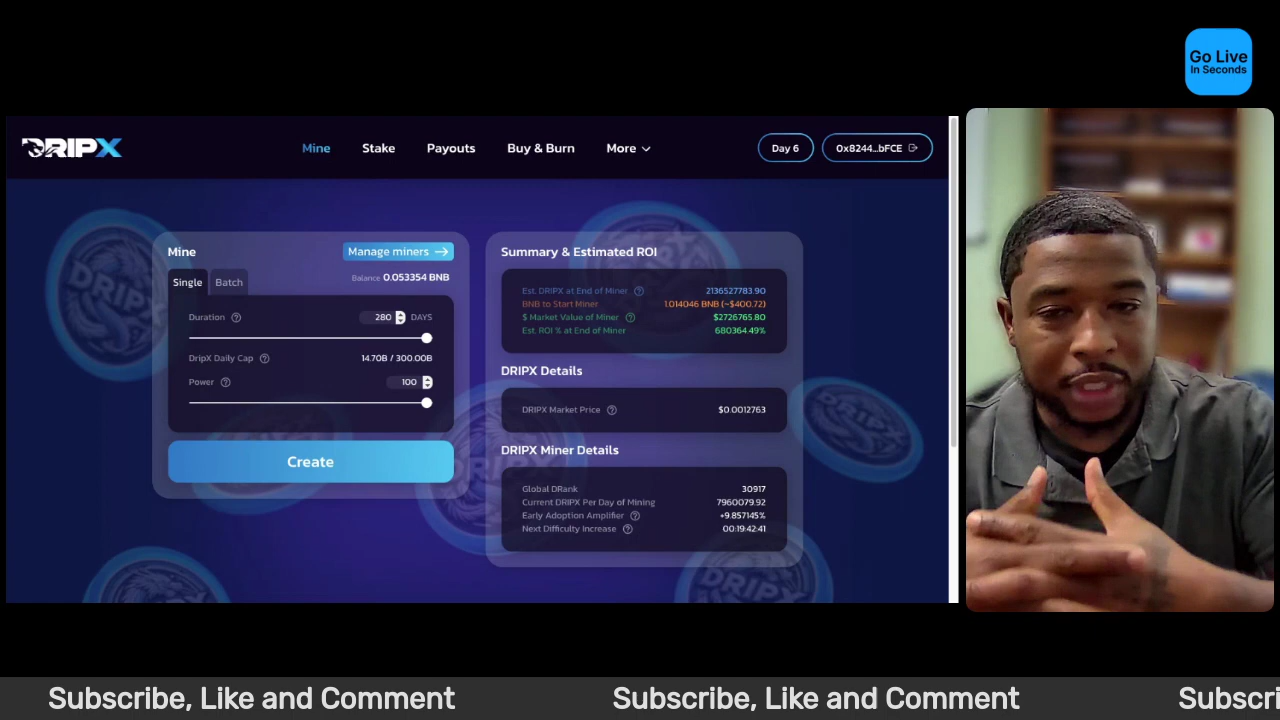 Go Live
In Seconds
DRIPX
Mine
Stake
Payouts
Buy & Burn
More
Day 6
0x8244...bFCE
Mine
Manage miners →
Single
Batch
Balance 0.053354 BNB
Duration
280 DAYS
DripX Daily Cap
14.70B / 300.00B
Power
100
Create
Summary & Estimated ROI
Est. DRIPX at End of Miner 2136527783.90
BNB to Start Miner 1.014046 BNB (~$400.72)
$ Market Value of Miner $2726765.80
Est. ROI % at End of Miner 680364.49%
DRIPX Details
DRIPX Market Price $0.0012763
DRIPX Miner Details
Global DRank 30917
Current DRIPX Per Day of Mining 7960079.92
Early Adoption Amplifier +9.857145%
Next Difficulty Increase 00:19:42:41
Subscribe, Like and Comment Subscribe, Like and Comment Subscri